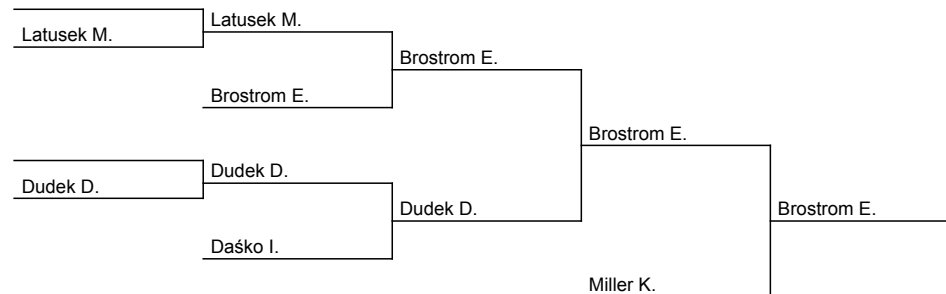 Latusek M.
Latusek M.
Brostrom E.
Brostrom E.
Brostrom E.
Dudek D.
Dudek D.
Dudek D.
Brostrom E.
Daśko I.
Miller K.